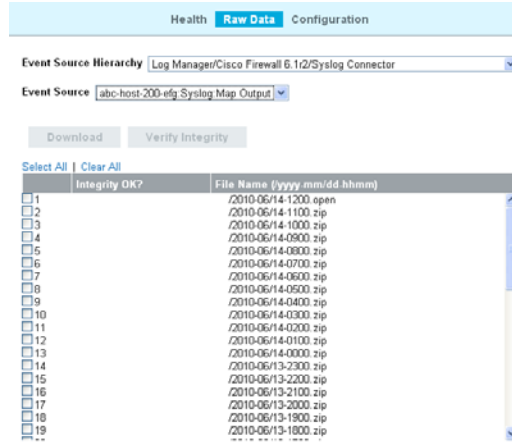 Health Raw Data Configuration
Event Source Hierarchy Log Manager/Cisco Firewall 6.1r2/Syslog Connector
Event Source abc-host-200-efg:Syslog:Map Output
Download Verify Integrity
Select All | Clear All
Integrity OK? File Name (/yyyy-mm/dd-hhmm)
1 /2010-06/14-1200.open
2 /2010-06/14-1100.zip
3 /2010-06/14-1000.zip
4 /2010-06/14-0900.zip
5 /2010-06/14-0800.zip
6 /2010-06/14-0700.zip
7 /2010-06/14-0600.zip
8 /2010-06/14-0500.zip
9 /2010-06/14-0400.zip
10 /2010-06/14-0300.zip
11 /2010-06/14-0200.zip
12 /2010-06/14-0100.zip
13 /2010-06/14-0000.zip
14 /2010-06/13-2300.zip
15 /2010-06/13-2200.zip
16 /2010-06/13-2100.zip
17 /2010-06/13-2000.zip
18 /2010-06/13-1900.zip
19 /2010-06/13-1800.zip